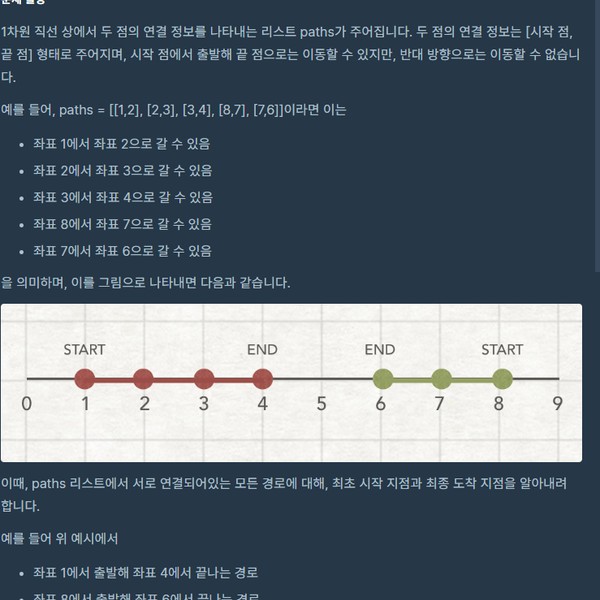 문제 설명
1차원 직선 상에서 두 점의 연결 정보를 나타내는 리스트 paths가 주어집니다. 두 점의 연결 정보는 [시작 점,
끝 점] 형태로 주어지며, 시작 점에서 출발해 끝 점으로는 이동할 수 있지만, 반대 방향으로는 이동할 수 없습니
다.
예를 들어, paths = [[1,2], [2,3], [3,4], [8,7], [7,6]]이라면 이는
• 좌표 1에서 좌표 2으로 갈 수 있음
• 좌표 2에서 좌표 3으로 갈 수 있음
• 좌표 3에서 좌표 4으로 갈 수 있음
• 좌표 8에서 좌표 7으로 갈 수 있음
• 좌표 7에서 좌표 6으로 갈 수 있음
을 의미하며, 이를 그림으로 나타내면 다음과 같습니다.
START END END START
0 1 2 3 4 5 6 7 8 9
이때, paths 리스트에서 서로 연결되어있는 모든 경로에 대해, 최초 시작 지점과 최종 도착 지점을 알아내려
합니다.
예를 들어 위 예시에서
• 좌표 1에서 출발해 좌표 4에서 끝나는 경로
• 좌표 8에서 출발해 좌표 6에서 끝나는 경로